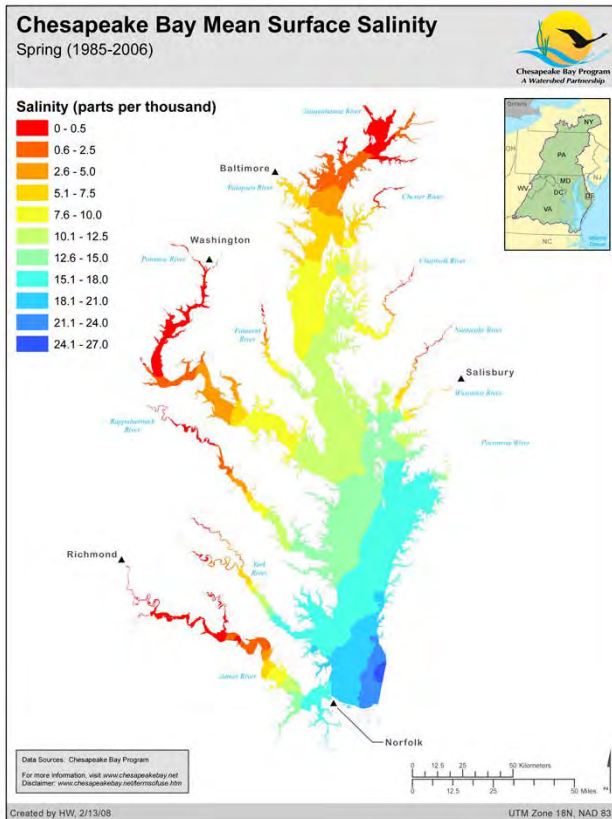 Chesapeake Bay Mean Surface Salinity
Spring (1985-2006)
Chesapeake Bay Program
A Watershed Partnership
Salinity (parts per thousand)
0 - 0.5
0.6 - 2.5
2.6 - 5.0
5.1 - 7.5
7.6 - 10.0
10.1 - 12.5
12.6 - 15.0
15.1 - 18.0
18.1 - 21.0
21.1 - 24.0
24.1 - 27.0
Susquehanna River
Baltimore
Patapsco River
Chester River
Washington
Potomac River
Choptank River
Patuxent
River
Nanticoke River
Salisbury
Wicomico River
Rappahannock
River
Pocomoke River
Richmond
York
River
James River
Norfolk
NY
OH
PA
NJ
MD
WV
DC
DE
VA
NC
Atlantic
Ocean
Data Sources: Chesapeake Bay Program
For more information, visit www.chesapeakebay.net
Disclaimer: www.chesapeakebay.net/termsofuse.htm
0 12.5 25 50 Kilometers
0 12.5 25 50 Miles
N
Created by HW, 2/13/08
UTM Zone 18N, NAD 83